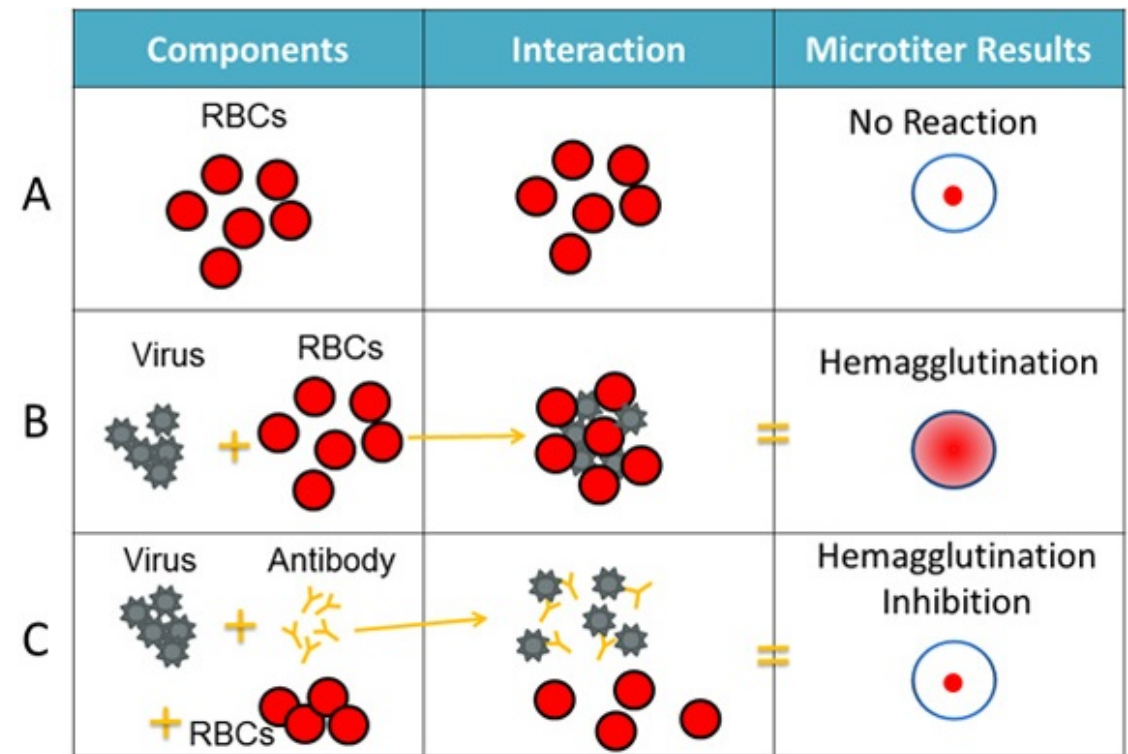 Components
Interaction
Microtiter Results
A
RBCs
No Reaction
B
Virus
RBCs
+
=
Hemagglutination
C
Virus
Antibody
+
+ RBCs
=
Hemagglutination
Inhibition